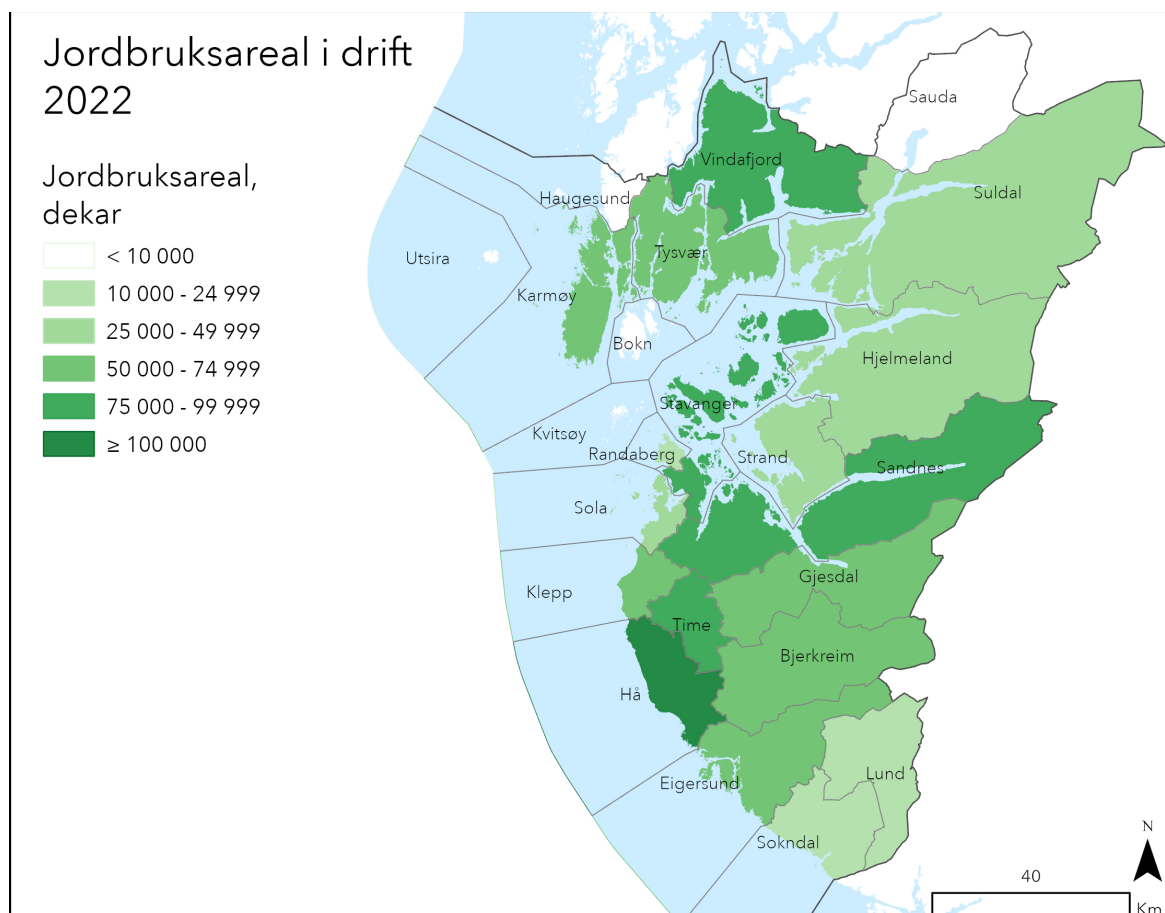 Jordbruksareal i drift
2022
Jordbruksareal,
dekar
< 10 000
10 000 - 24 999
25 000 - 49 999
50 000 - 74 999
75 000 - 99 999
≥ 100 000
Sauda
Vindafjord
Suldal
Haugesund
Tysvær
Utsira
Karmøy
Bokn
Hjelmeland
Stavanger
Kvitsøy
Randaberg
Strand
Sandnes
Sola
Gjesdal
Klepp
Time
Bjerkreim
Hå
Lund
Eigersund
Sokndal
N
40
Km